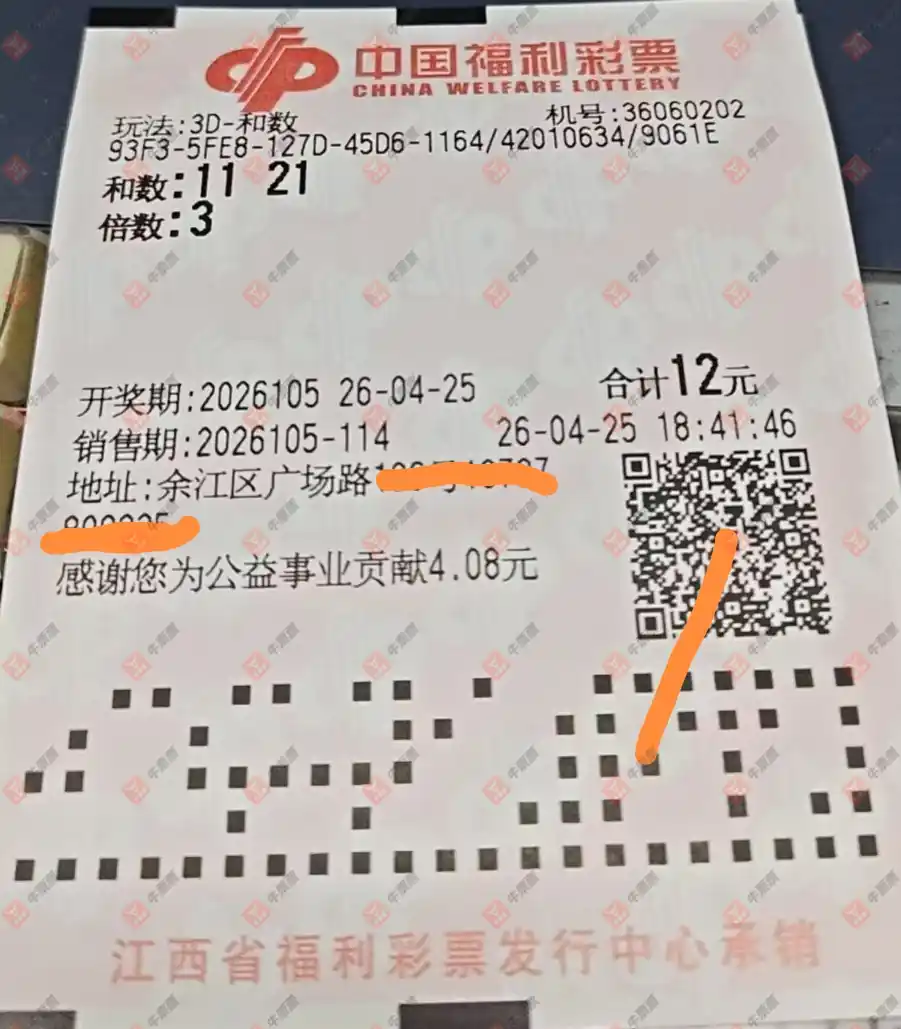 中国福利彩票
CHINA WELFARE LOTTERY
玩法:3D-和数 机号:36060202
93F3-5FE8-127D-45D6-1164/42010634/9061E
和数:11 21
倍数:3
开奖期:2026105 26-04-25 合计12元
销售期:2026105-114 26-04-25 18:41:46
地址:余江区广场路
感谢您为公益事业贡献4.08元
江西省福利彩票发行中心承销